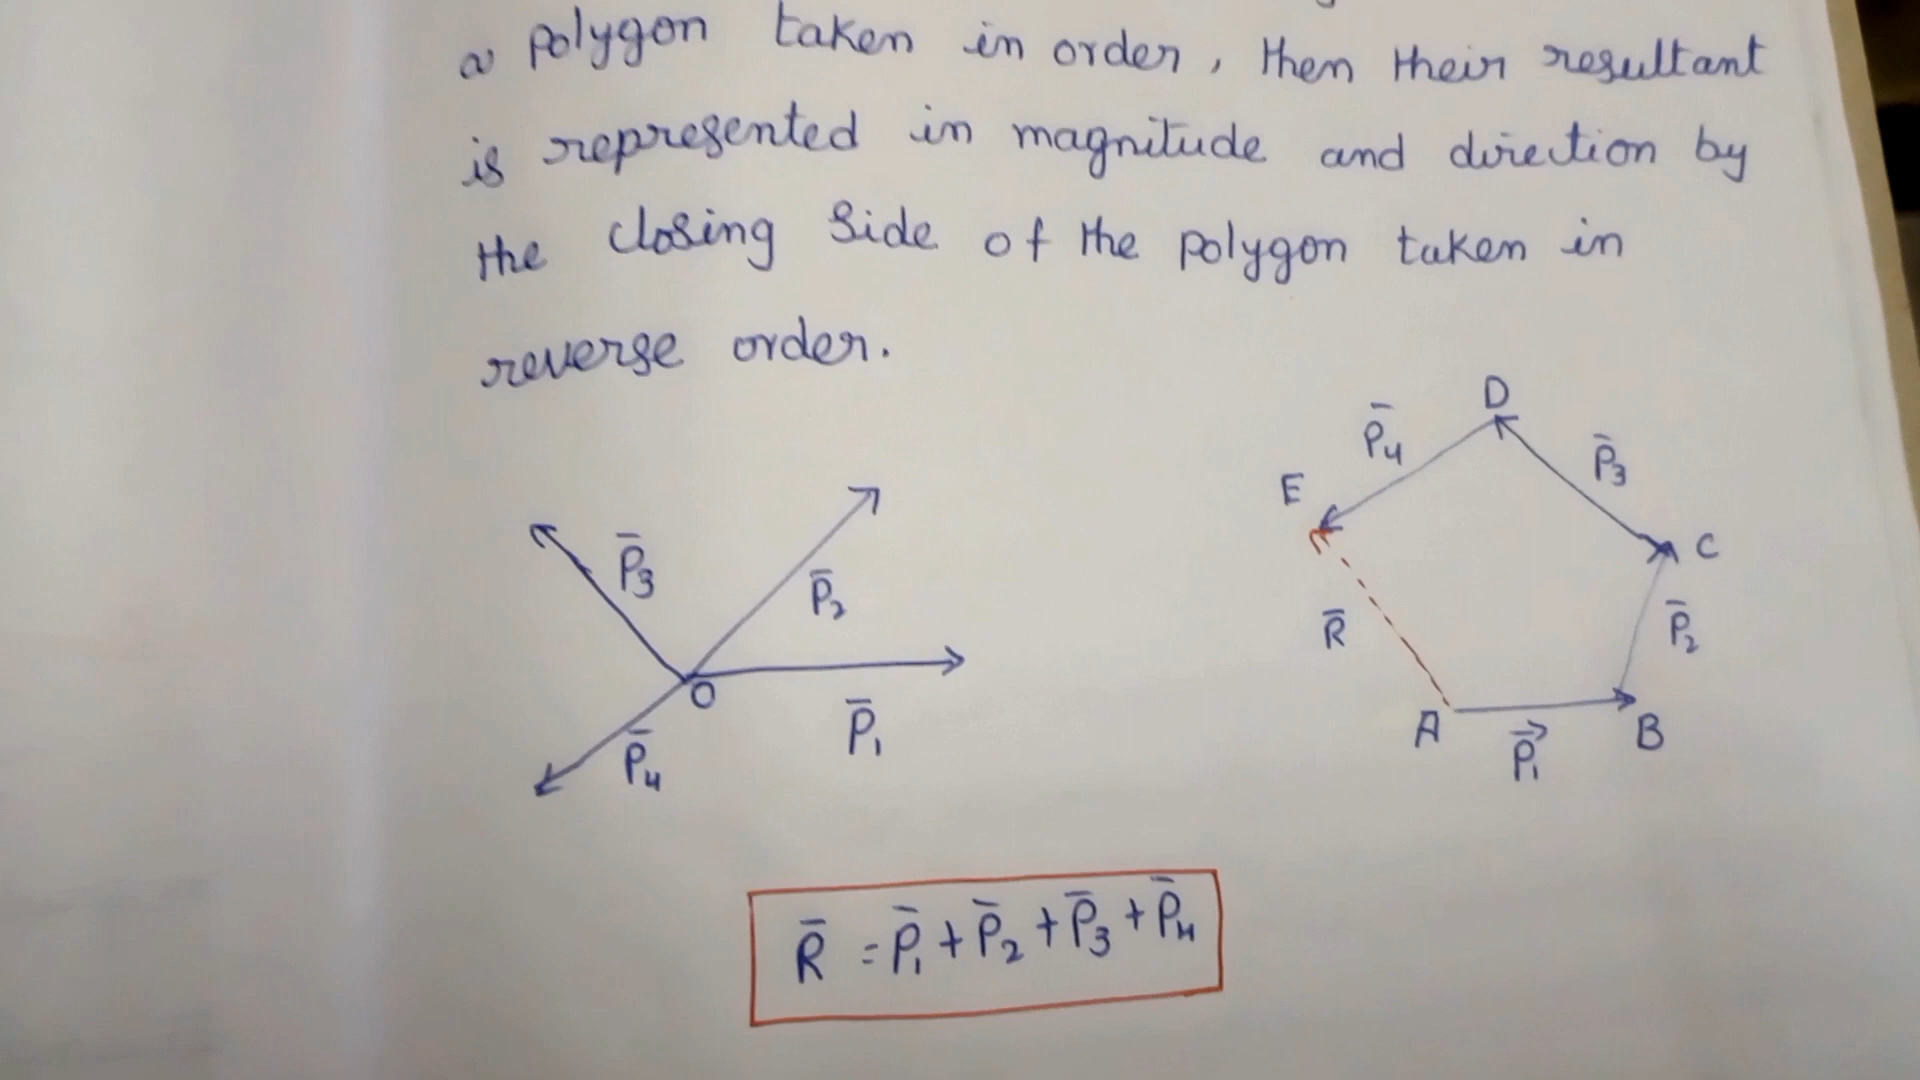 a polygon taken in order, then their resultant
is represented in magnitude and direction by
the closing side of the polygon taken in
reverse order.
D
P̄₄
P̄₃
E
C
P̄₃
P̄₂
R̄
P̄₂
O
A
B
P̄₁
P⃗₁
P̄₄
R̄ = P̄₁ + P̄₂ + P̄₃ + P̄₄